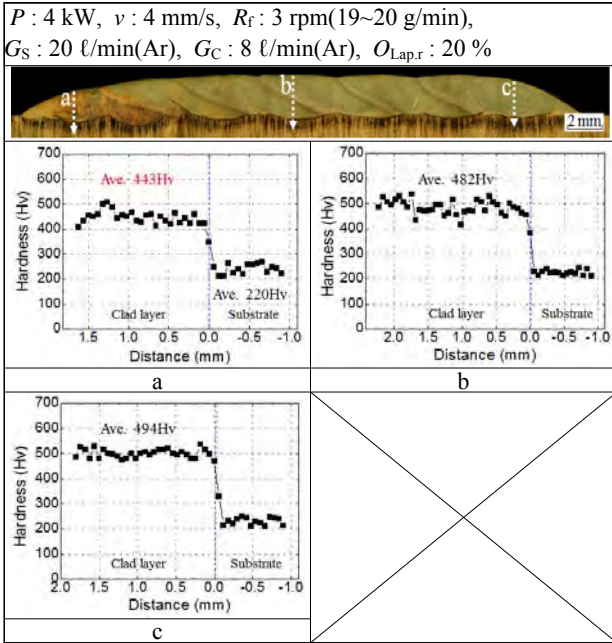 P : 4 kW, v : 4 mm/s, R_f : 3 rpm(19~20 g/min),
G_S : 20 ℓ/min(Ar), G_C : 8 ℓ/min(Ar), O_Lap.r : 20 %
a
b
c
2 mm
700
600
500
400
300
200
100
0
Hardness (Hv)
Ave. 443Hv
Ave. 220Hv
Clad layer
Substrate
1.5 1.0 0.5 0.0 -0.5 -1.0
Distance (mm)
a
700
600
500
400
300
200
100
0
Hardness (Hv)
Ave. 482Hv
Clad layer
Substrate
2.0 1.5 1.0 0.5 0.0 -0.5 -1.0
Distance (mm)
b
700
600
500
400
300
200
100
0
Hardness (Hv)
Ave. 494Hv
Clad layer
Substrate
2.0 1.5 1.0 0.5 0.0 -0.5 -1.0
Distance (mm)
c